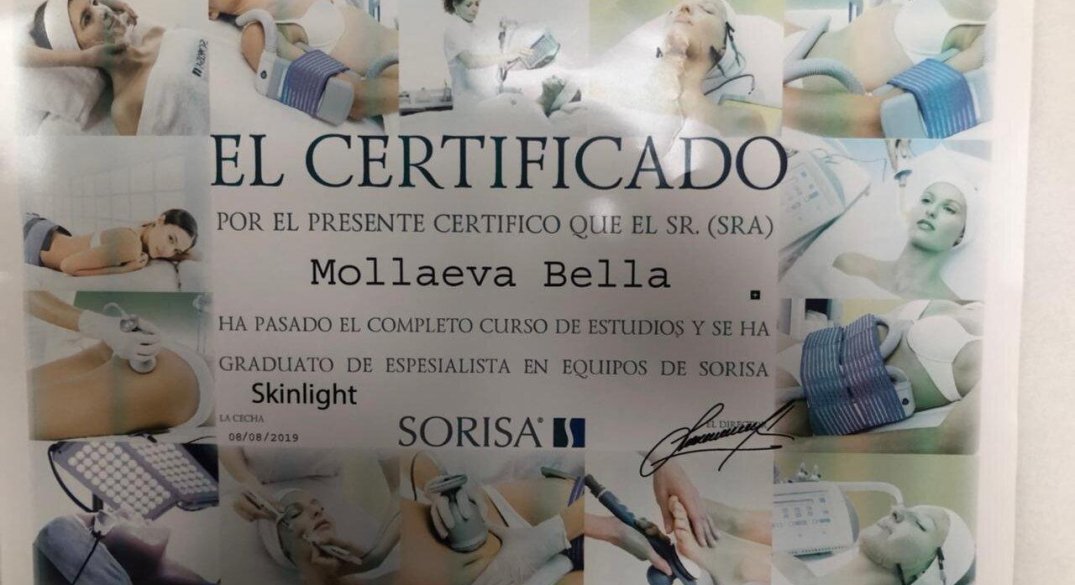 EL CERTIFICADO
POR EL PRESENTE CERTIFICO QUE EL SR. (SRA)
Mollaeva Bella
HA PASADO EL COMPLETO CURSO DE ESTUDIOS Y SE HA
GRADUATO DE ESPESIALISTA EN EQUIPOS DE SORISA
Skinlight
LA CECHA
08/08/2019
SORISA®
EL